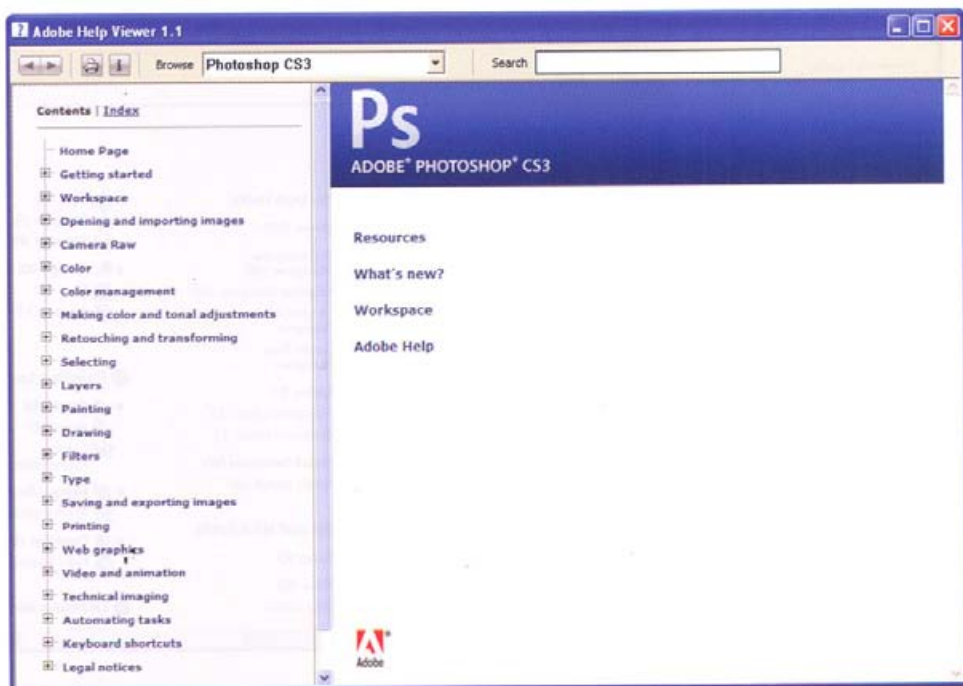 Adobe Help Viewer 1.1
Browse Photoshop CS3 Search
Contents | Index
Home Page
Getting started
Workspace
Opening and importing images
Camera Raw
Color
Color management
Making color and tonal adjustments
Retouching and transforming
Selecting
Layers
Painting
Drawing
Filters
Type
Saving and exporting images
Printing
Web graphics
Video and animation
Technical imaging
Automating tasks
Keyboard shortcuts
Legal notices
Ps
ADOBE® PHOTOSHOP® CS3
Resources
What's new?
Workspace
Adobe Help
Adobe